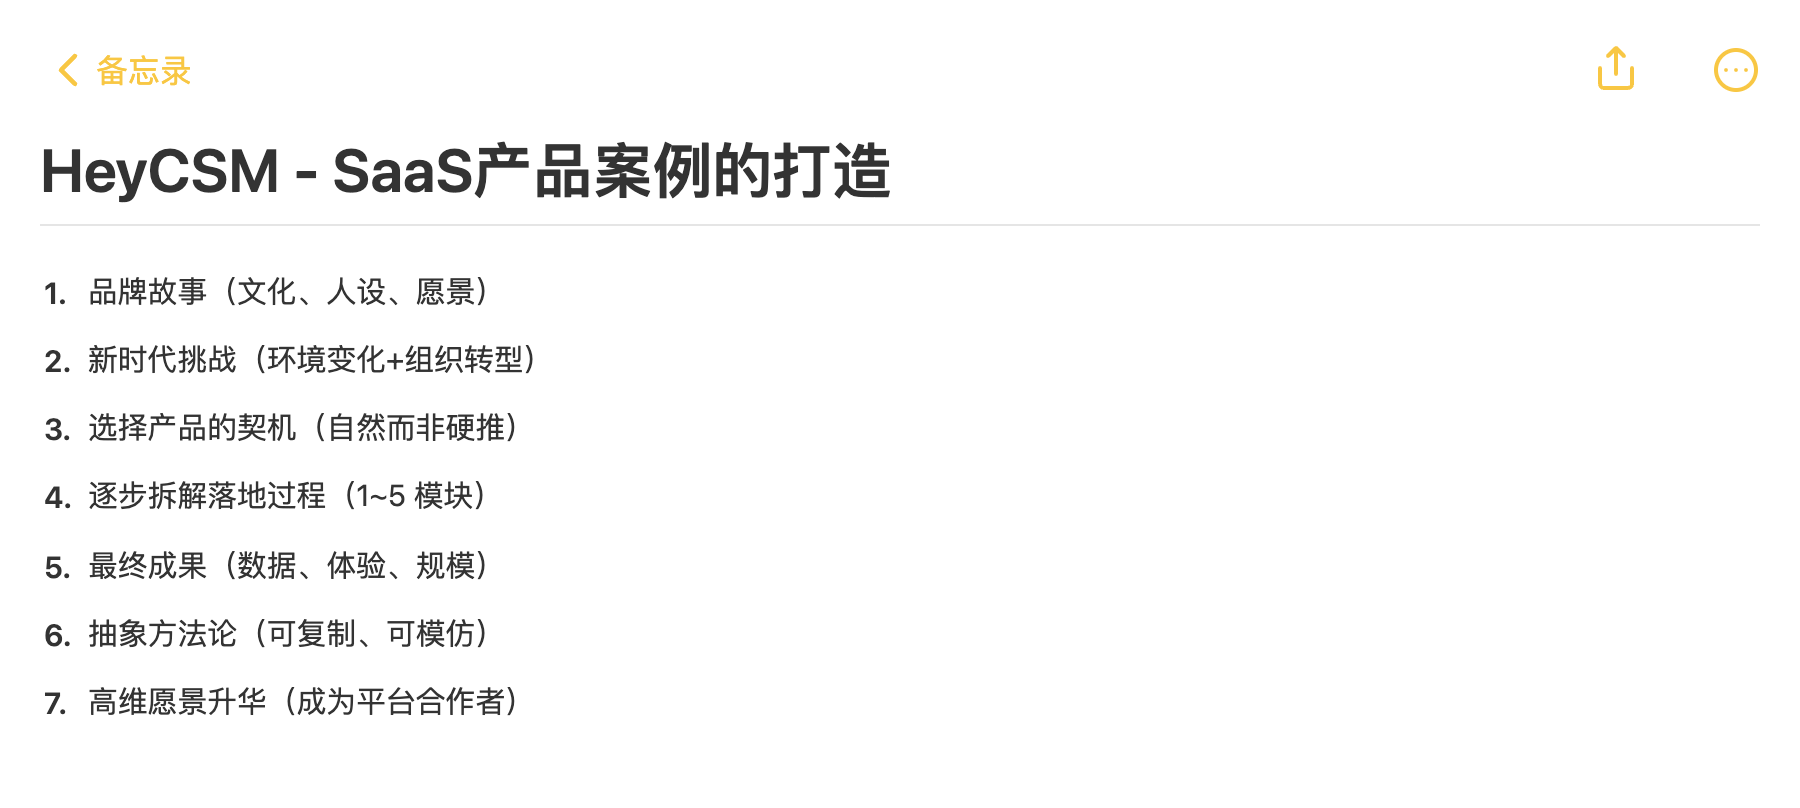 备忘录
HeyCSM - SaaS产品案例的打造
1. 品牌故事（文化、人设、愿景）
2. 新时代挑战（环境变化+组织转型）
3. 选择产品的契机（自然而非硬推）
4. 逐步拆解落地过程（1~5 模块）
5. 最终成果（数据、体验、规模）
6. 抽象方法论（可复制、可模仿）
7. 高维愿景升华（成为平台合作者）